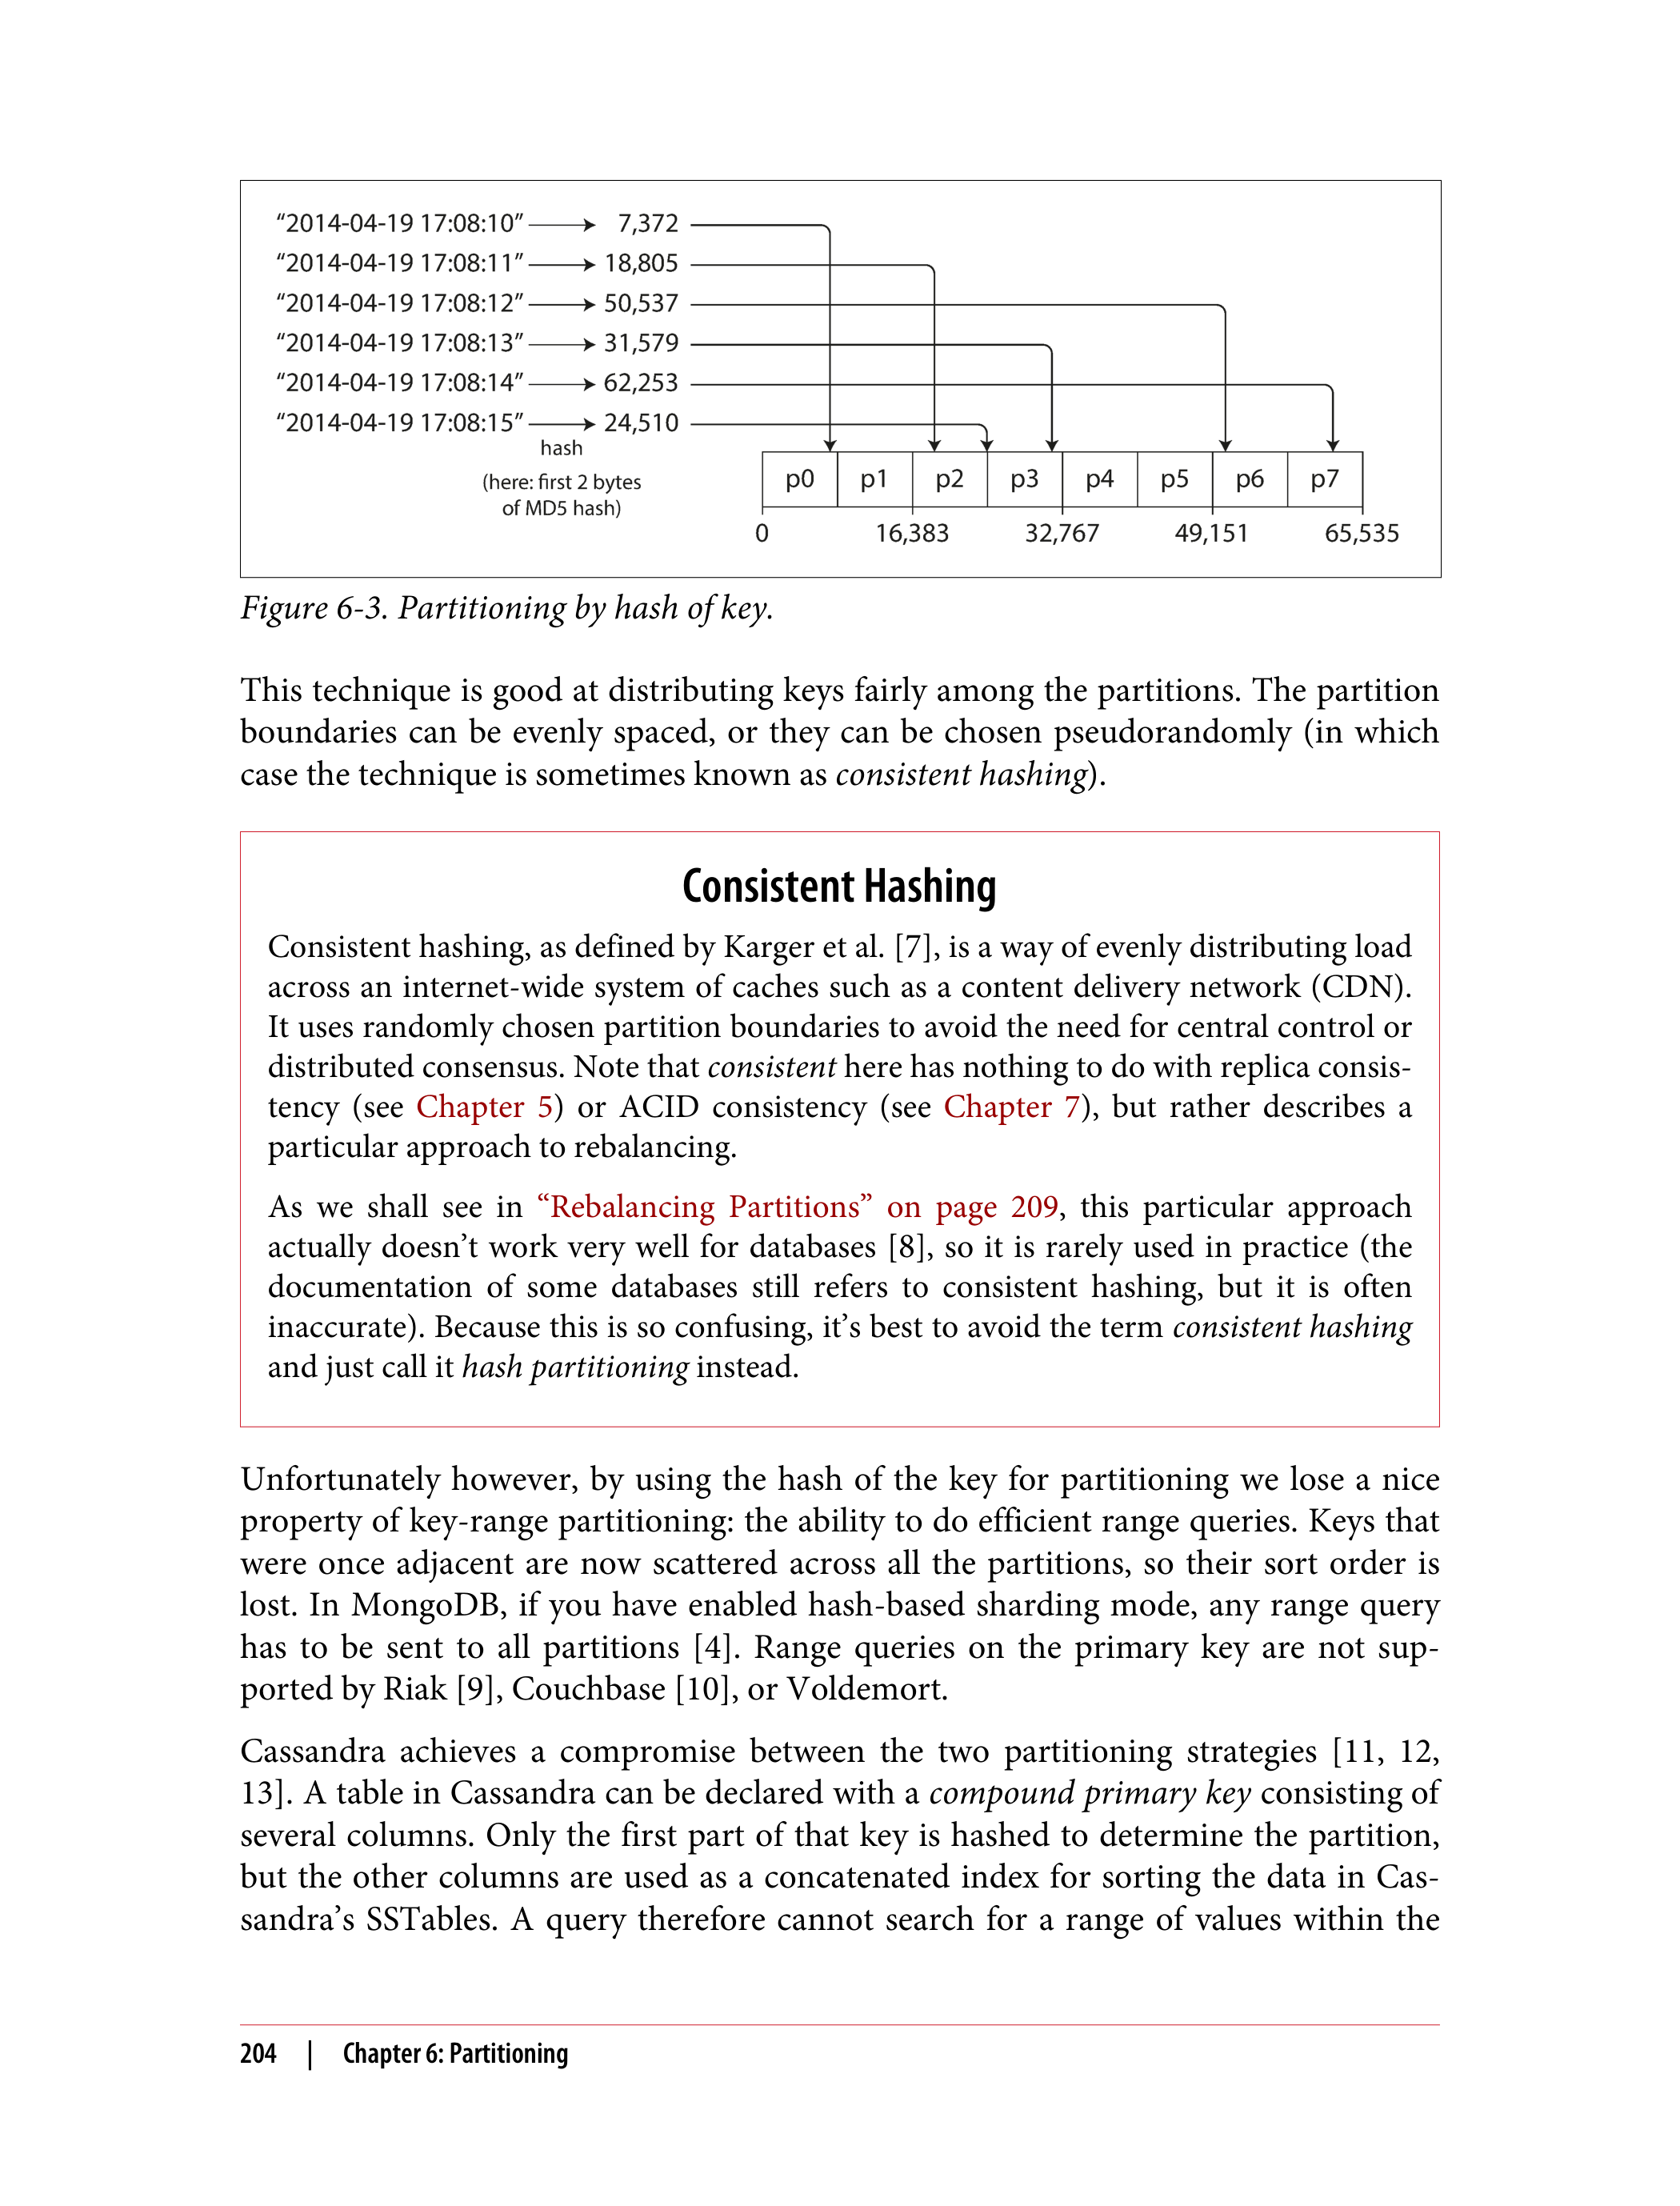 “2014-04-19 17:08:10” 7,372
“2014-04-19 17:08:11” 18,805
“2014-04-19 17:08:12” 50,537
“2014-04-19 17:08:13” 31,579
“2014-04-19 17:08:14” 62,253
“2014-04-19 17:08:15” 24,510
hash
(here: first 2 bytes
of MD5 hash)
p0 p1 p2 p3 p4 p5 p6 p7
0 16,383 32,767 49,151 65,535
Figure 6-3. Partitioning by hash of key.
This technique is good at distributing keys fairly among the partitions. The partition
boundaries can be evenly spaced, or they can be chosen pseudorandomly (in which
case the technique is sometimes known as consistent hashing).
Consistent Hashing
Consistent hashing, as defined by Karger et al. [7], is a way of evenly distributing load
across an internet-wide system of caches such as a content delivery network (CDN).
It uses randomly chosen partition boundaries to avoid the need for central control or
distributed consensus. Note that consistent here has nothing to do with replica consis-
tency (see Chapter 5) or ACID consistency (see Chapter 7), but rather describes a
particular approach to rebalancing.
As we shall see in “Rebalancing Partitions” on page 209, this particular approach
actually doesn’t work very well for databases [8], so it is rarely used in practice (the
documentation of some databases still refers to consistent hashing, but it is often
inaccurate). Because this is so confusing, it’s best to avoid the term consistent hashing
and just call it hash partitioning instead.
Unfortunately however, by using the hash of the key for partitioning we lose a nice
property of key-range partitioning: the ability to do efficient range queries. Keys that
were once adjacent are now scattered across all the partitions, so their sort order is
lost. In MongoDB, if you have enabled hash-based sharding mode, any range query
has to be sent to all partitions [4]. Range queries on the primary key are not sup-
ported by Riak [9], Couchbase [10], or Voldemort.
Cassandra achieves a compromise between the two partitioning strategies [11, 12,
13]. A table in Cassandra can be declared with a compound primary key consisting of
several columns. Only the first part of that key is hashed to determine the partition,
but the other columns are used as a concatenated index for sorting the data in Cas-
sandra’s SSTables. A query therefore cannot search for a range of values within the
204 | Chapter 6: Partitioning